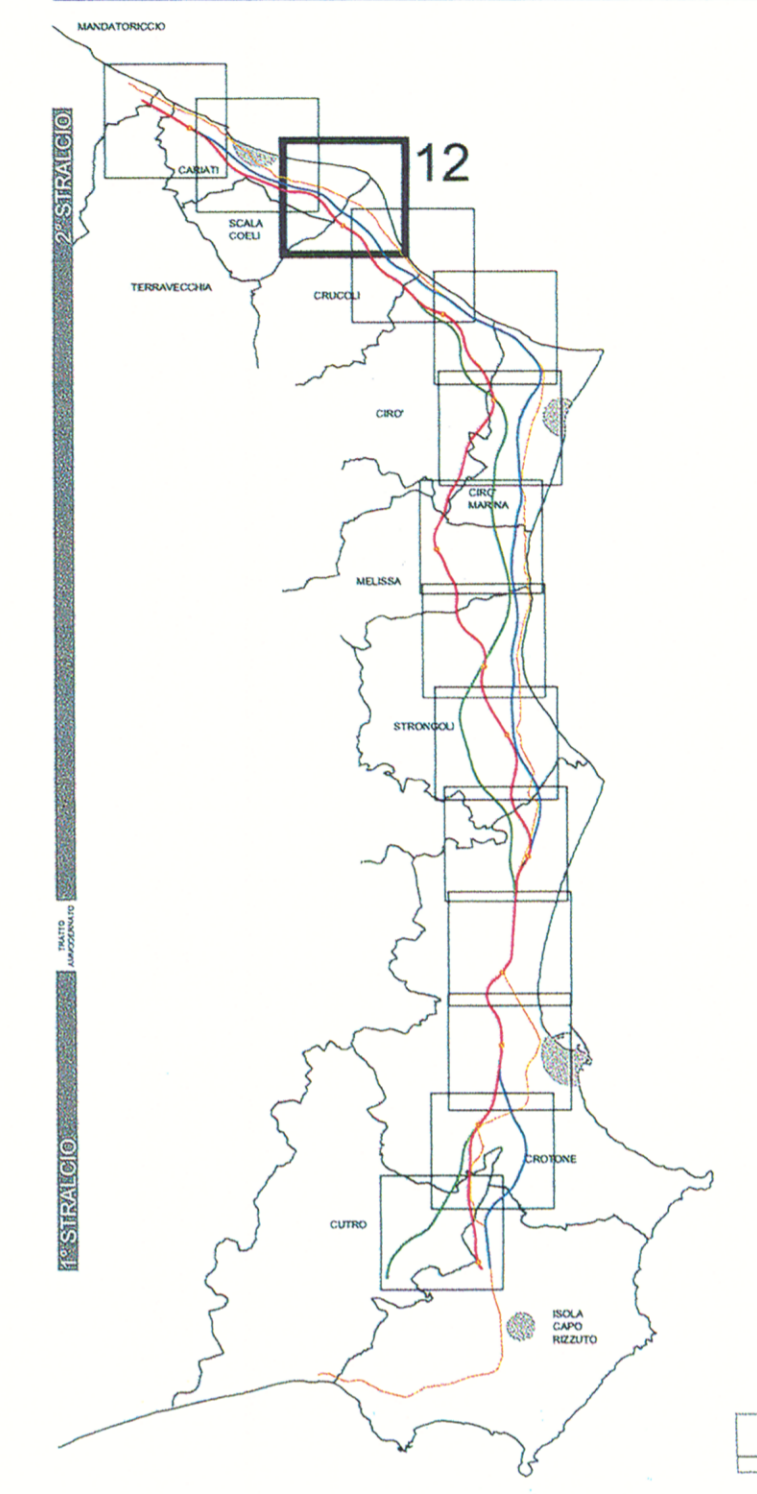 MANDATORICCIO
2° STRALCIO
12
CARIATI
SCALA
COELI
TERRAVECCHIA
CRUCOLI
CIRO'
CIRO'
MARINA
MELISSA
STRONGOLI
TRATTO
AMMODERNATO
1° STRALCIO
CROTONE
CUTRO
ISOLA
CAPO
RIZZUTO